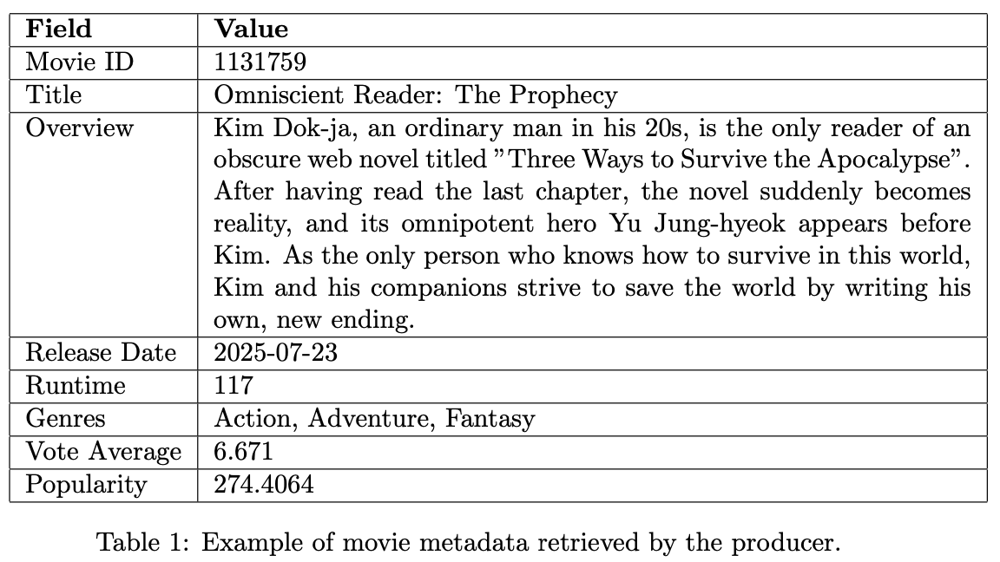 Field Value
Movie ID 1131759
Title Omniscient Reader: The Prophecy
Overview Kim Dok-ja, an ordinary man in his 20s, is the only reader of an
obscure web novel titled ”Three Ways to Survive the Apocalypse”.
After having read the last chapter, the novel suddenly becomes
reality, and its omnipotent hero Yu Jung-hyeok appears before
Kim. As the only person who knows how to survive in this world,
Kim and his companions strive to save the world by writing his
own, new ending.
Release Date 2025-07-23
Runtime 117
Genres Action, Adventure, Fantasy
Vote Average 6.671
Popularity 274.4064
Table 1: Example of movie metadata retrieved by the producer.